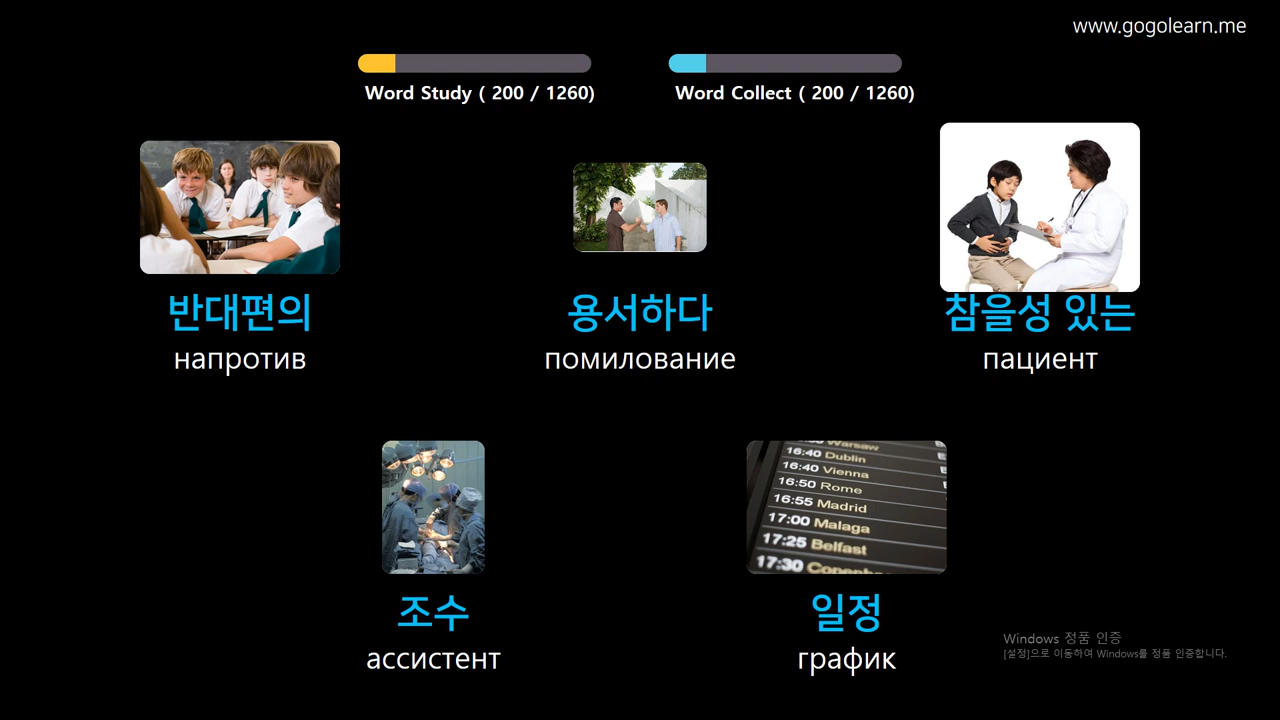 www.gogolearn.me
Word Study ( 200 / 1260)
Word Collect ( 200 / 1260)
반대편의
напротив
용서하다
помилование
참을성 있는
пациент
Warsaw
16:40 Dublin
16:40 Vienna
16:50 Rome
16:55 Madrid
17:00 Malaga
17:25 Belfast
17:30
조수
ассистент
일정
график
Windows 정품 인증
[설정]으로 이동하여 Windows를 정품 인증합니다.